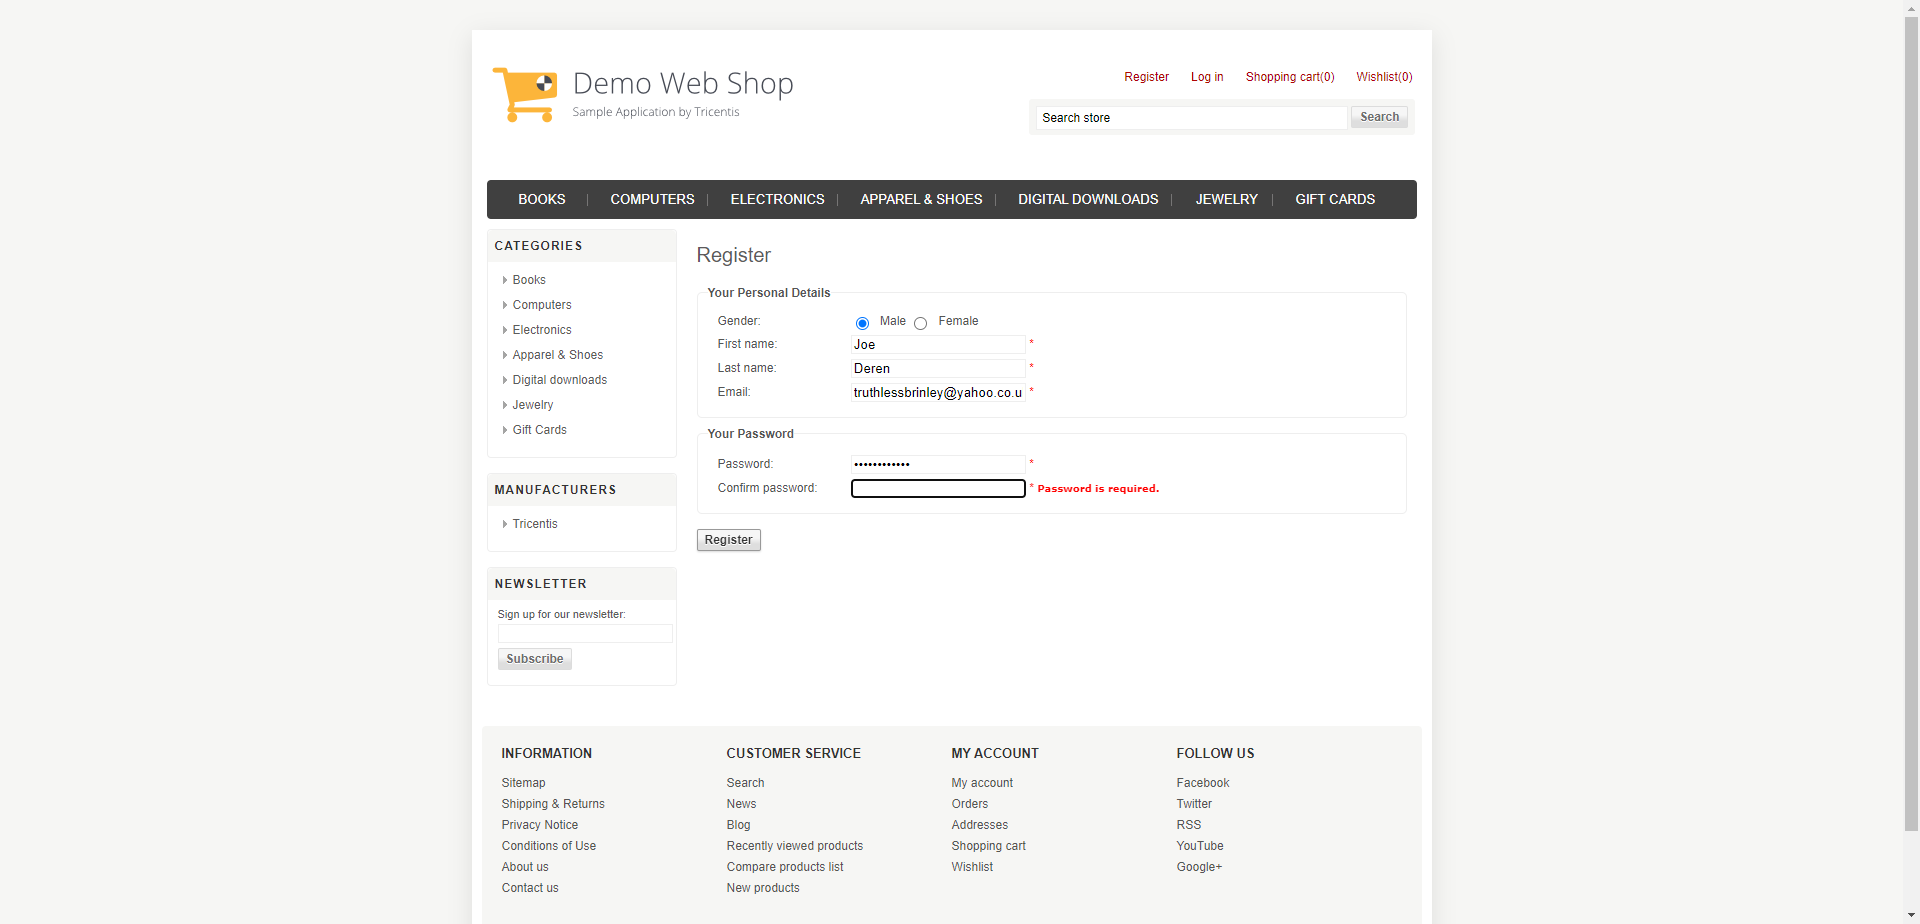 Demo Web Shop
Sample Application by Tricentis
Register Log in Shopping cart(0) Wishlist(0)
Search store Search
BOOKS COMPUTERS ELECTRONICS APPAREL & SHOES DIGITAL DOWNLOADS JEWELRY GIFT CARDS
CATEGORIES
Books
Computers
Electronics
Apparel & Shoes
Digital downloads
Jewelry
Gift Cards
MANUFACTURERS
Tricentis
NEWSLETTER
Sign up for our newsletter:
Subscribe
Register
Your Personal Details
Gender: Male Female
First name: Joe *
Last name: Deren *
Email: truthlessbrinley@yahoo.co.u *
Your Password
Password: •••••••••••• *
Confirm password: * Password is required.
Register
INFORMATION
Sitemap
Shipping & Returns
Privacy Notice
Conditions of Use
About us
Contact us
CUSTOMER SERVICE
Search
News
Blog
Recently viewed products
Compare products list
New products
MY ACCOUNT
My account
Orders
Addresses
Shopping cart
Wishlist
FOLLOW US
Facebook
Twitter
RSS
YouTube
Google+